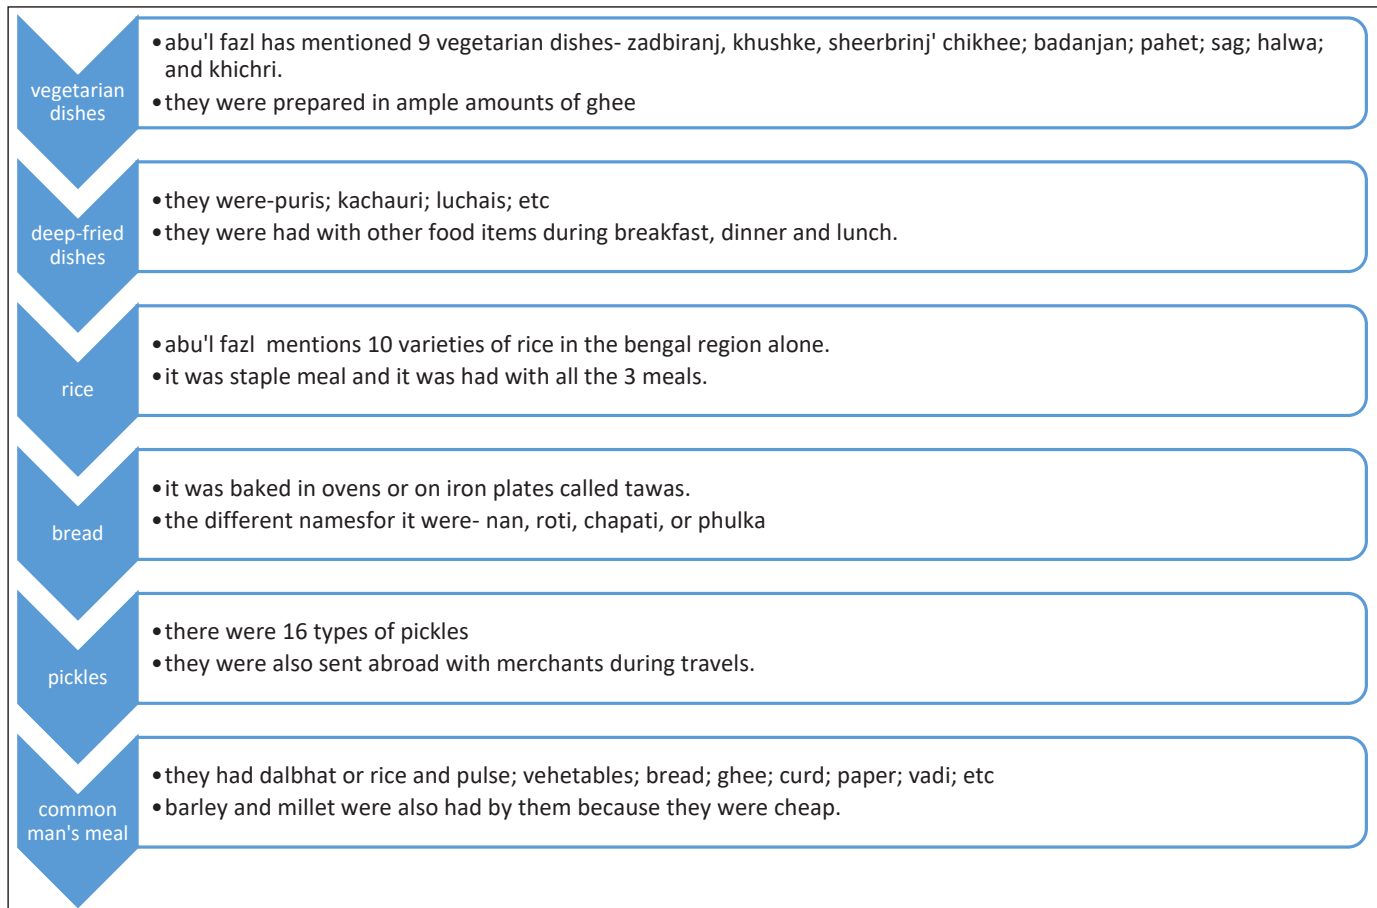 vegetarian
dishes
•abu'l fazl has mentioned 9 vegetarian dishes- zadbiranj, khushke, sheerbrinj' chikhee; badanjan; pahet; sag; halwa;
and khichri.
•they were prepared in ample amounts of ghee
deep-fried
dishes
•they were-puris; kachauri; luchais; etc
•they were had with other food items during breakfast, dinner and lunch.
rice
•abu'l fazl  mentions 10 varieties of rice in the bengal region alone.
•it was staple meal and it was had with all the 3 meals.
bread
•it was baked in ovens or on iron plates called tawas.
•the different namesfor it were- nan, roti, chapati, or phulka
pickles
•there were 16 types of pickles
•they were also sent abroad with merchants during travels.
common
man's meal
•they had dalbhat or rice and pulse; vehetables; bread; ghee; curd; paper; vadi; etc
•barley and millet were also had by them because they were cheap.